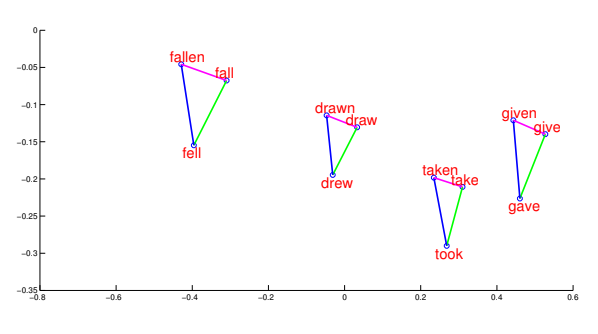 0
−0.05
−0.1
−0.15
−0.2
−0.25
−0.3
−0.35
fallen
fall
fell
drawn
draw
drew
given
give
gave
taken
take
took
−0.8
−0.6
−0.4
−0.2
0
0.2
0.4
0.6